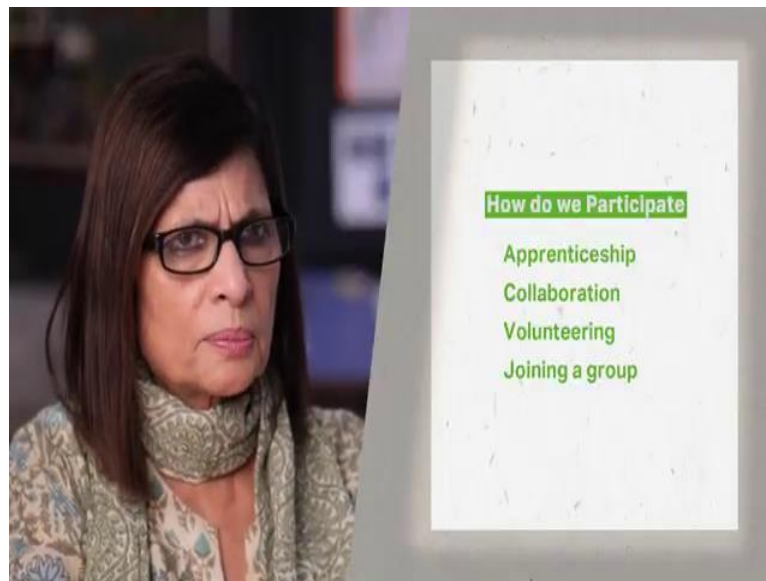 How do we Participate
Apprenticeship
Collaboration
Volunteering
Joining a group